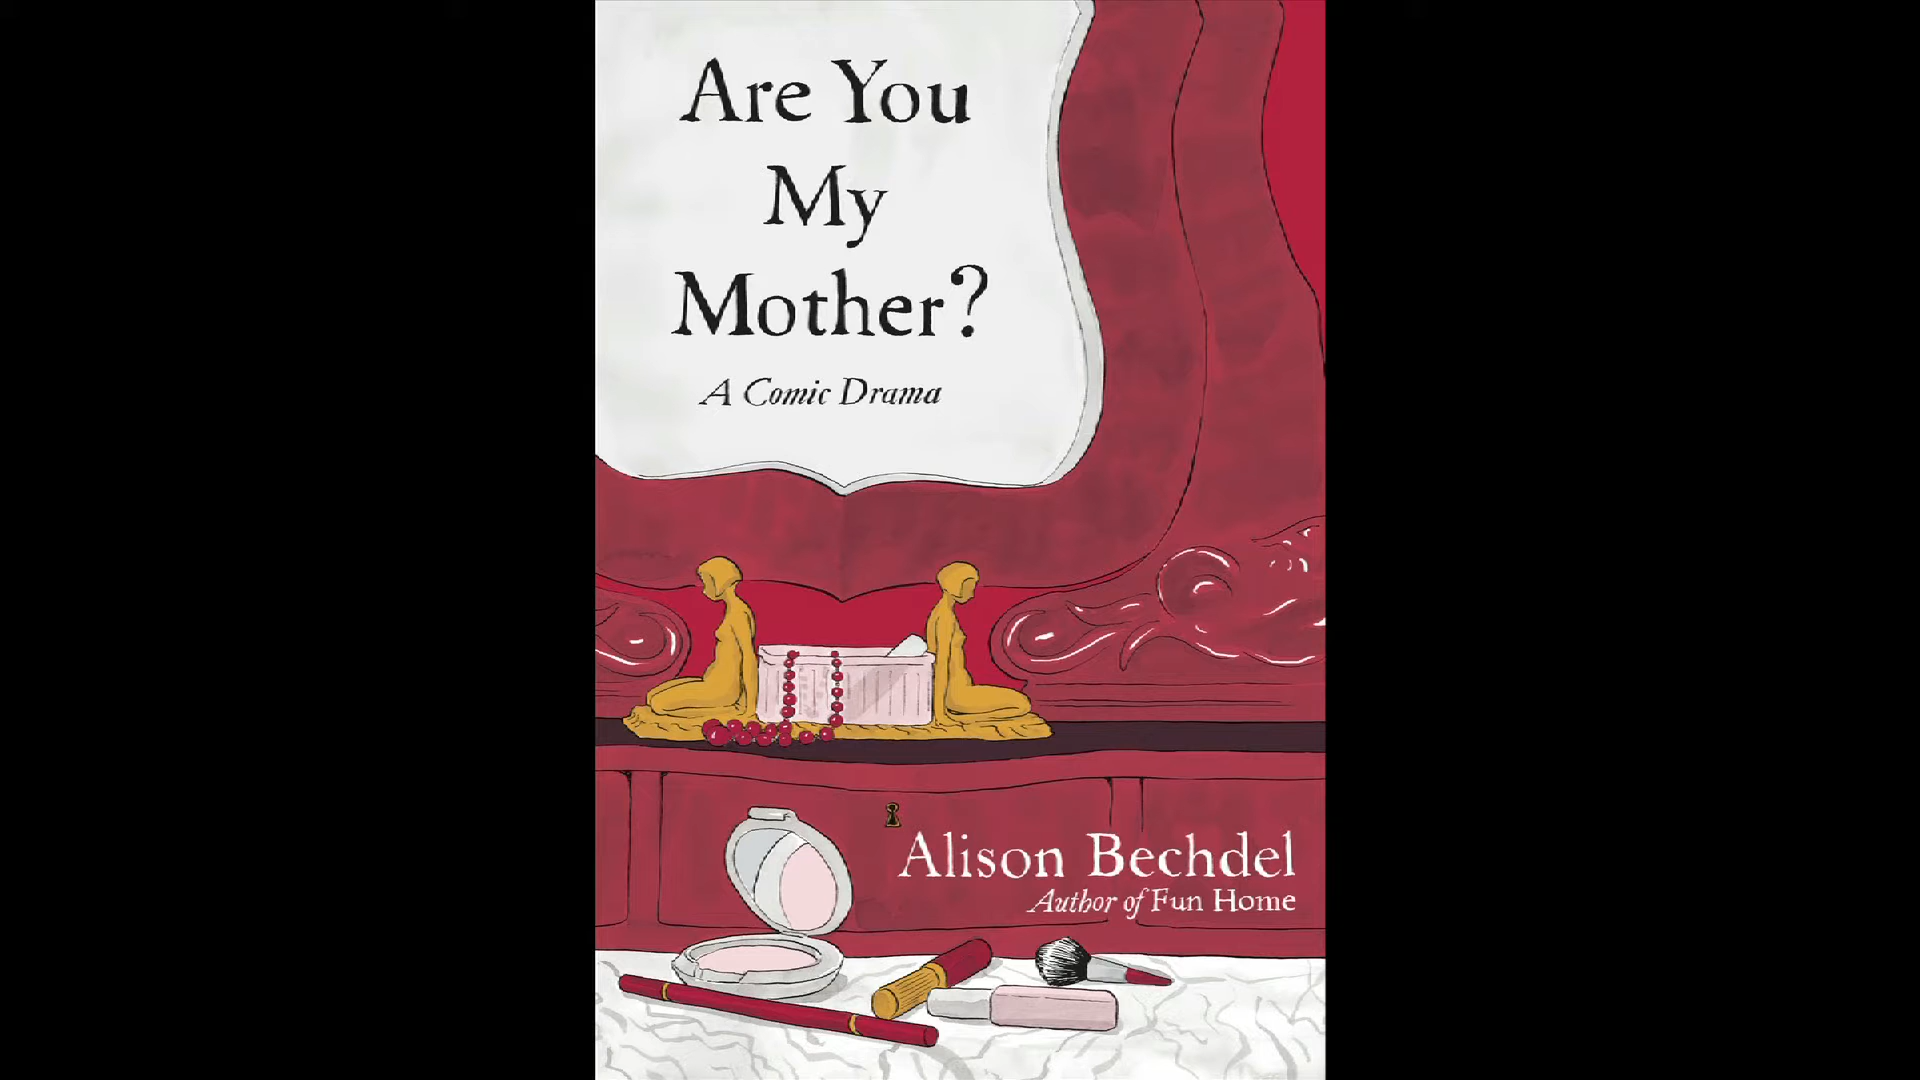 Are You
My
Mother?
A Comic Drama
Alison Bechdel
Author of Fun Home